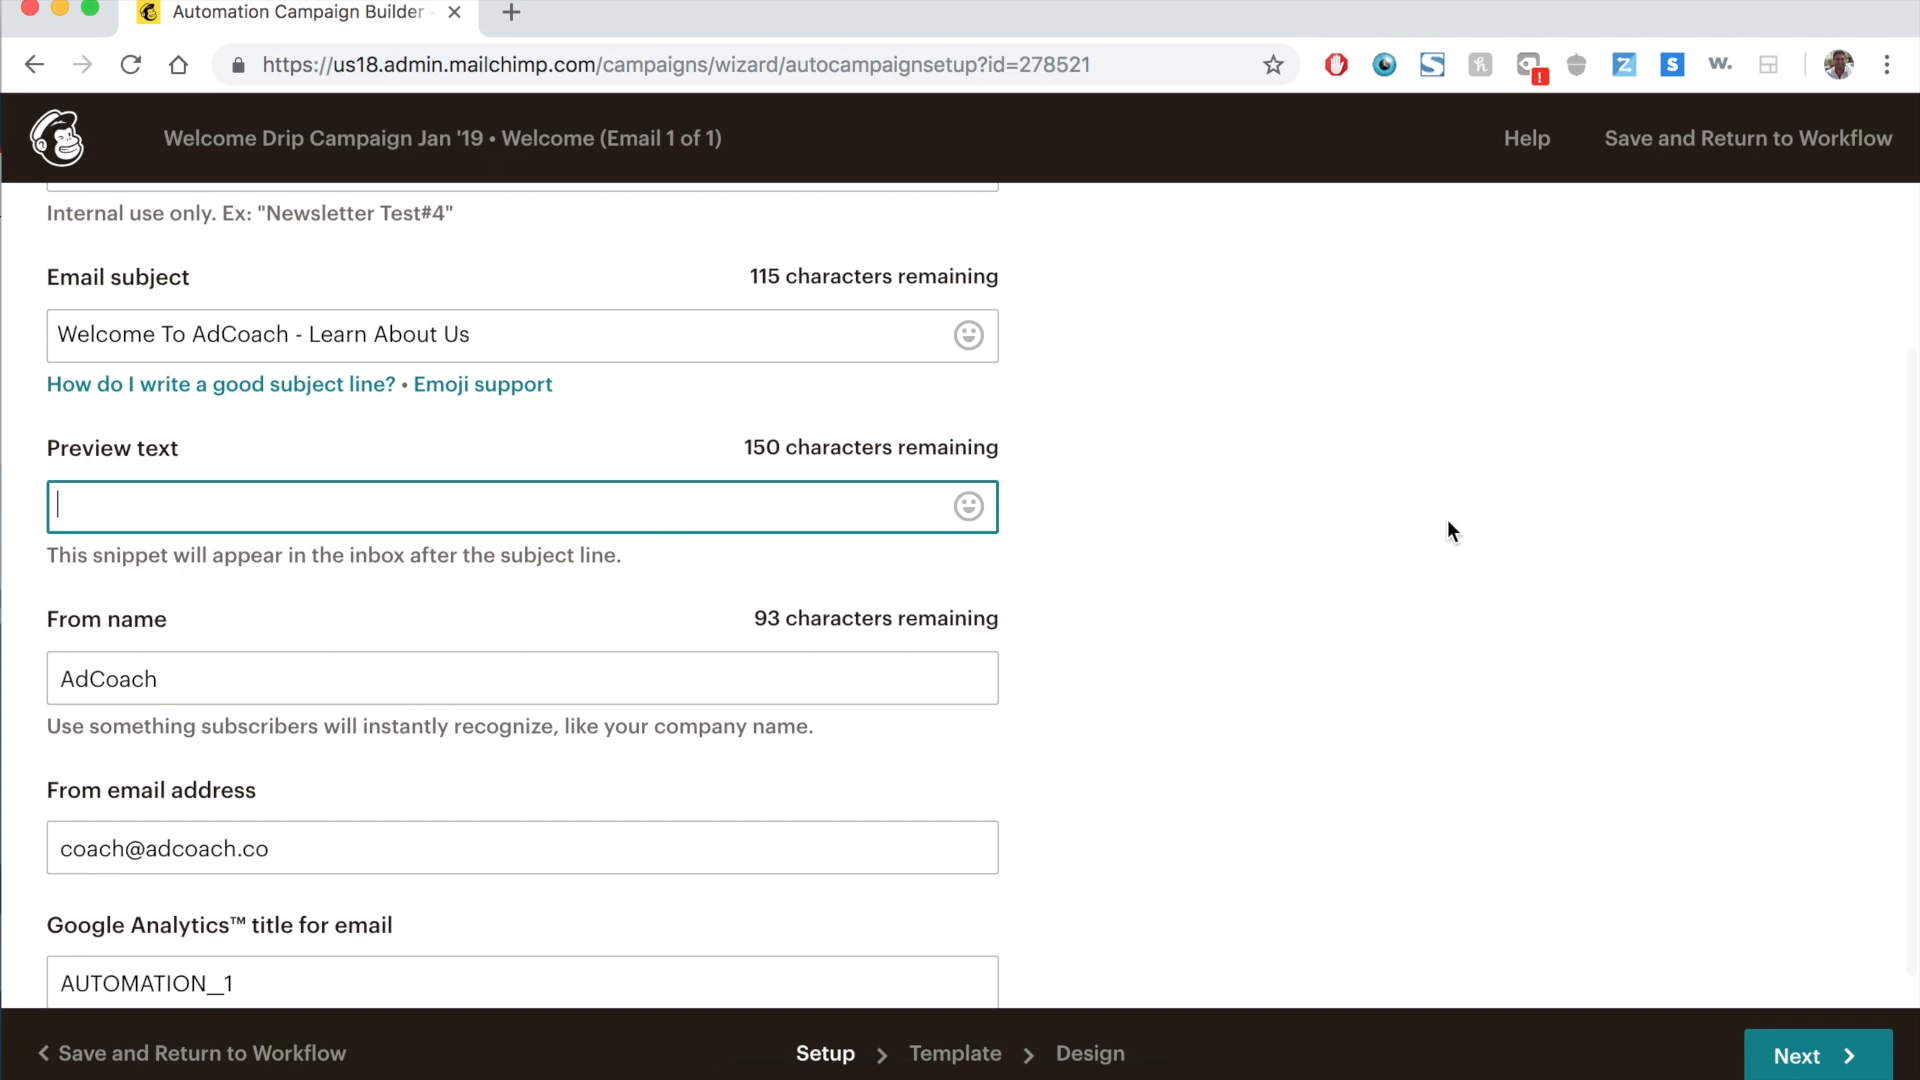 Automation Campaign Builder -
https://us18.admin.mailchimp.com/campaigns/wizard/autocampaignsetup?id=278521
Welcome Drip Campaign Jan '19 • Welcome (Email 1 of 1)
Help
Save and Return to Workflow
Internal use only. Ex: "Newsletter Test#4"
Email subject
115 characters remaining
Welcome To AdCoach - Learn About Us
How do I write a good subject line? • Emoji support
Preview text
150 characters remaining
This snippet will appear in the inbox after the subject line.
From name
93 characters remaining
AdCoach
Use something subscribers will instantly recognize, like your company name.
From email address
coach@adcoach.co
Google Analytics™ title for email
AUTOMATION__1
Save and Return to Workflow
Setup
Template
Design
Next